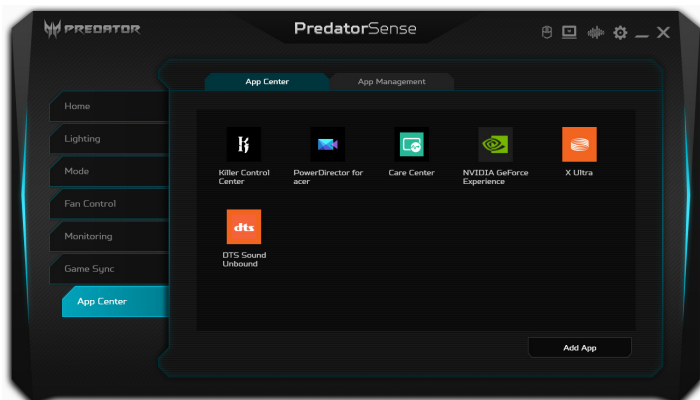 PREDATOR
PredatorSense
App Center
App Management
Home
Lighting
Mode
Fan Control
Monitoring
Game Sync
App Center
K
Killer Control
Center
PowerDirector for
acer
Care Center
NVIDIA GeForce
Experience
X Ultra
dts
DTS Sound
Unbound
Add App